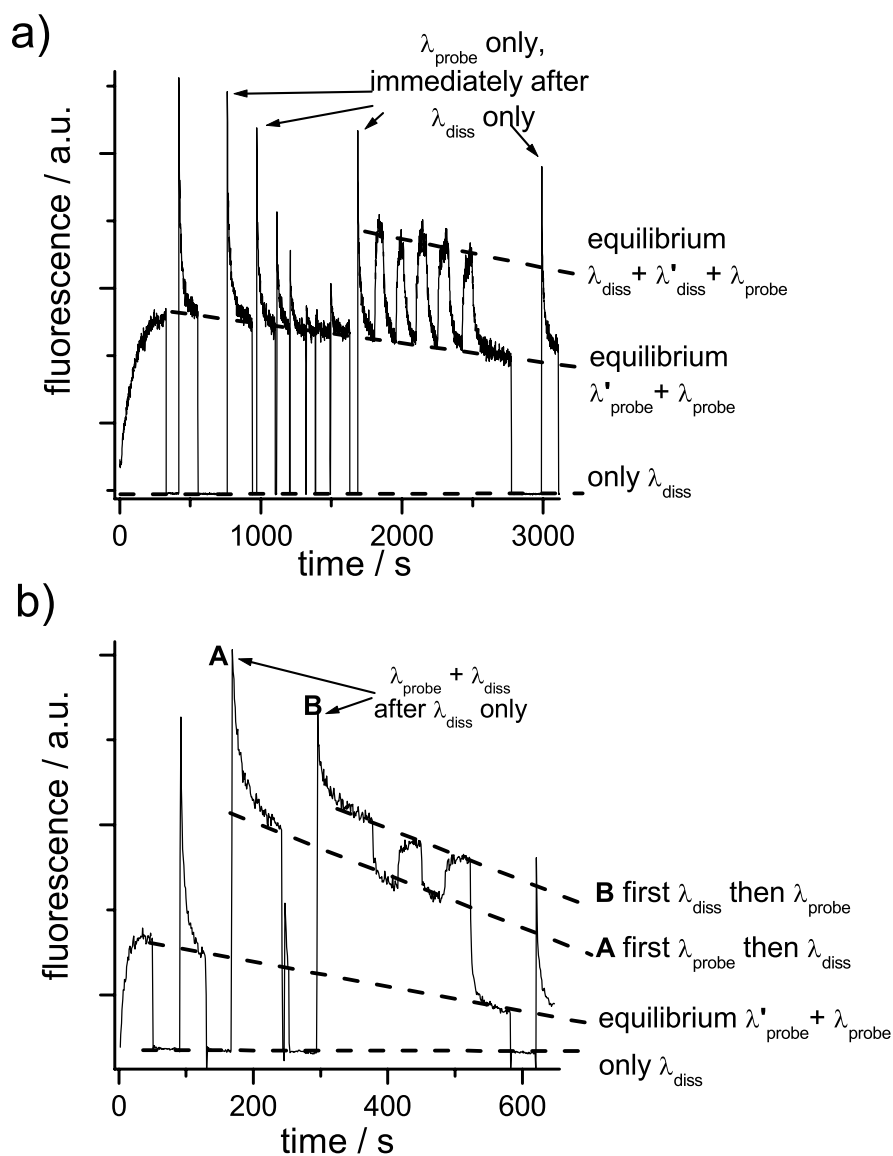 a)
λprobe only,
immediately after
λdiss only
fluorescence / a.u.
equilibrium
λdiss+ λ'diss+ λprobe
equilibrium
λ'probe+ λprobe
only λdiss
0 1000 2000 3000
time / s
b)
A
λprobe + λdiss
B
after λdiss only
fluorescence / a.u.
B first λdiss then λprobe
A first λprobe then λdiss
equilibrium λ'probe+ λprobe
only λdiss
0 200 400 600
time / s